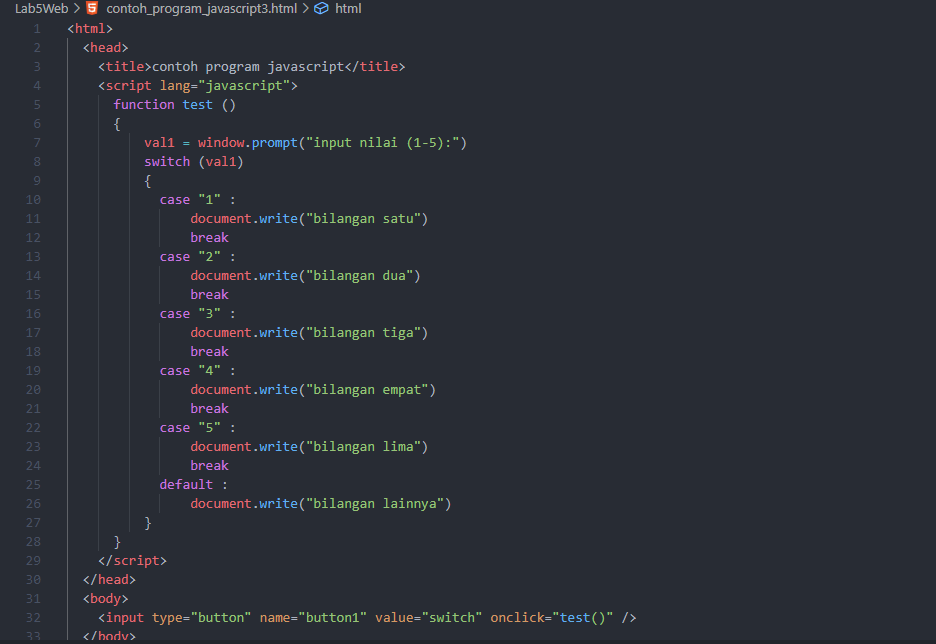 Lab5Web > contoh_program_javascript3.html > html
1 <html>
2 <head>
3 <title>contoh program javascript</title>
4 <script lang="javascript">
5 function test ()
6 {
7 val1 = window.prompt("input nilai (1-5):")
8 switch (val1)
9 {
10 case "1" :
11 document.write("bilangan satu")
12 break
13 case "2" :
14 document.write("bilangan dua")
15 break
16 case "3" :
17 document.write("bilangan tiga")
18 break
19 case "4" :
20 document.write("bilangan empat")
21 break
22 case "5" :
23 document.write("bilangan lima")
24 break
25 default :
26 document.write("bilangan lainnya")
27 }
28 }
29 </script>
30 </head>
31 <body>
32 <input type="button" name="button1" value="switch" onclick="test()" />
33 </body>